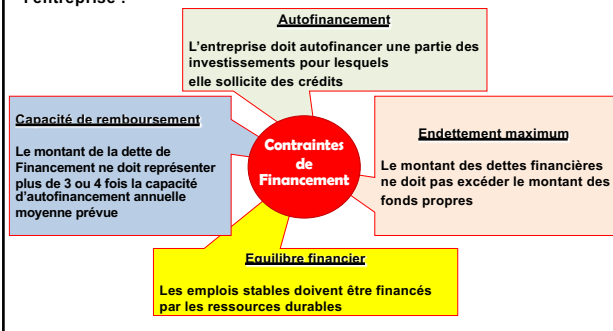 l'entreprise :
Autofinancement
L'entreprise doit autofinancer une partie des
investissements pour lesquels
elle sollicite des crédits
Capacité de remboursement
Le montant de la dette de
Financement ne doit représenter
plus de 3 ou 4 fois la capacité
d'autofinancement annuelle
moyenne prévue
Contraintes
de
Financement
Endettement maximum
Le montant des dettes financières
ne doit pas excéder le montant des
fonds propres
Equilibre financier
Les emplois stables doivent être financés
par les ressources durables